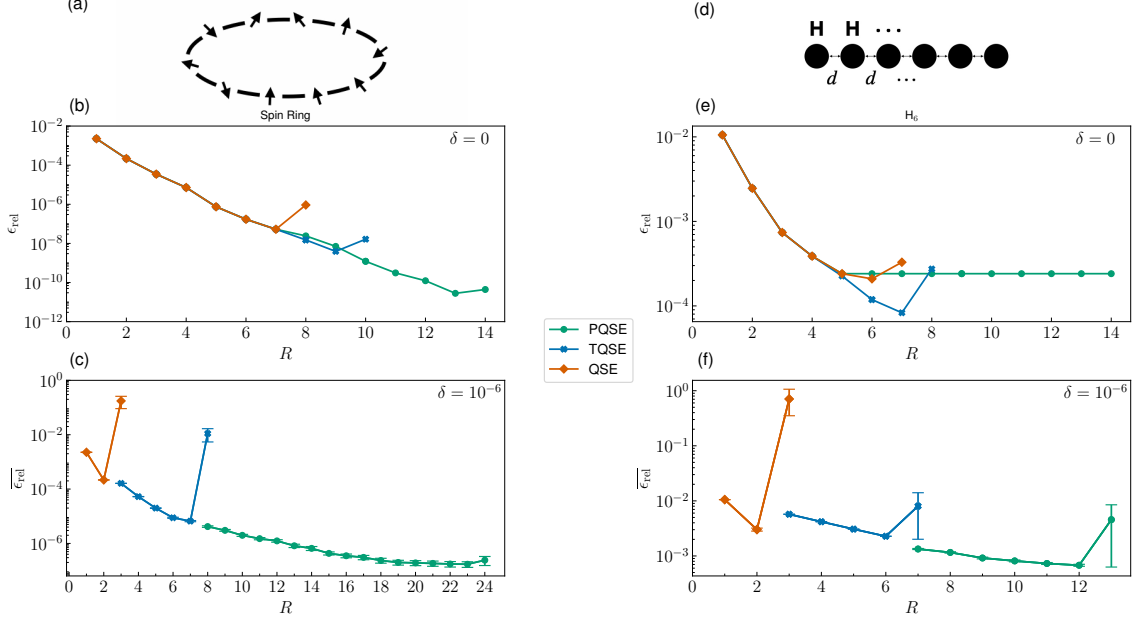 (a)
(b)
Spin Ring
δ = 0
10⁻²
10⁻⁴
10⁻⁶
10⁻⁸
10⁻¹⁰
10⁻¹²
ϵrel
0 2 4 6 8 10 12 14
R
(c)
δ = 10⁻⁶
10⁰
10⁻²
10⁻⁴
10⁻⁶
ϵrel
0 2 4 6 8 10 12 14 16 18 20 22 24
R
PQSE
TQSE
QSE
(d)
H H ...
d d ...
(e)
H₆
δ = 0
10⁻²
10⁻³
10⁻⁴
ϵrel
0 2 4 6 8 10 12 14
R
(f)
δ = 10⁻⁶
10⁰
10⁻¹
10⁻²
10⁻³
ϵrel
0 2 4 6 8 10 12
R